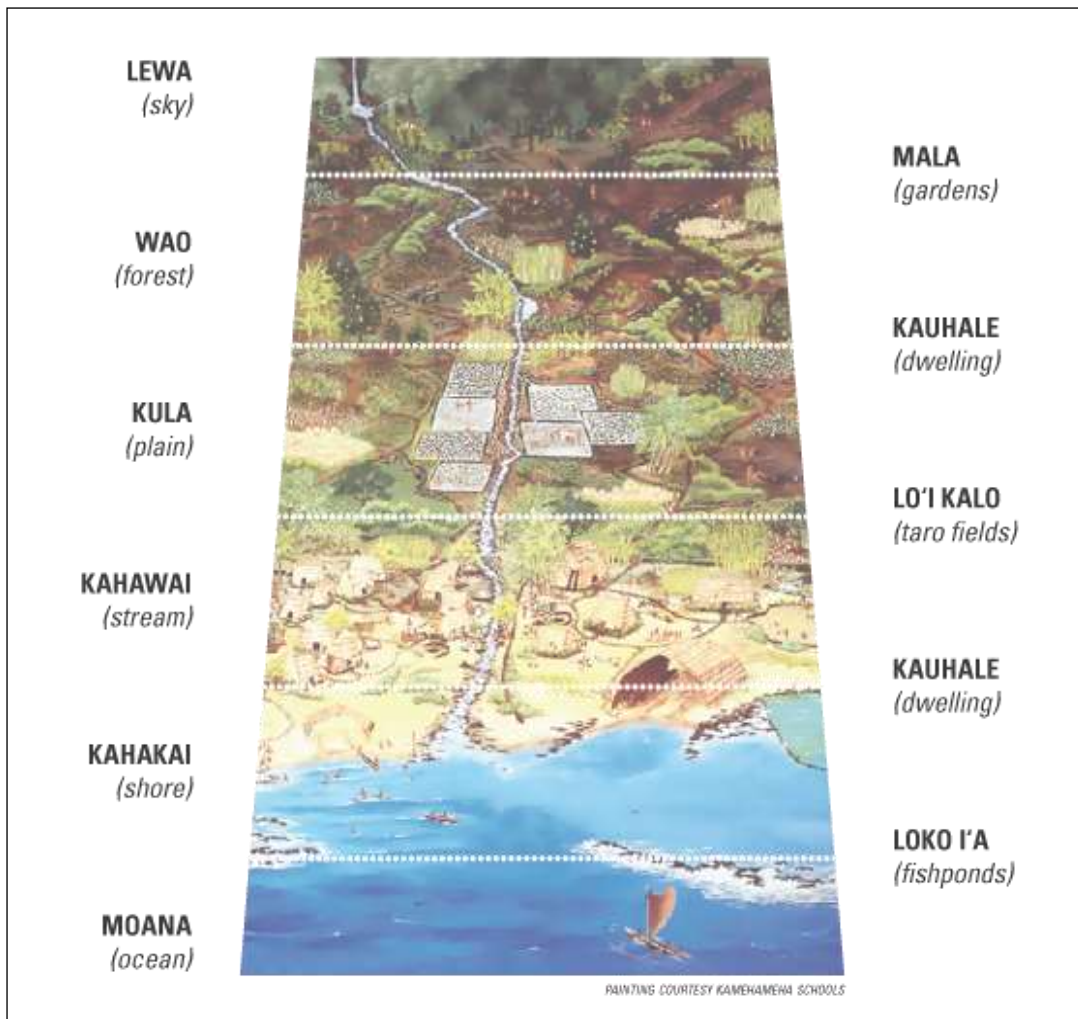 LEWA
(sky)
WAO
(forest)
KULA
(plain)
KAHAWAI
(stream)
KAHAKAI
(shore)
MOANA
(ocean)
MALA
(gardens)
KAUHALE
(dwelling)
LO‘I KALO
(taro fields)
KAUHALE
(dwelling)
LOKO I‘A
(fishponds)
PAINTING COURTESY KAMEHAMEHA SCHOOLS